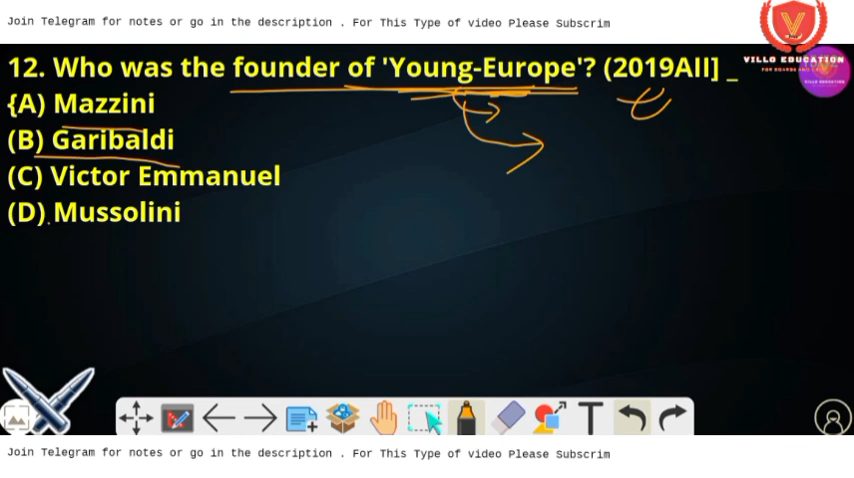 Join Telegram for notes or go in the description . For This Type of video Please Subscrim
12. Who was the founder of 'Young-Europe'? (2019AII] _
VILLG EDUCATION
{A) Mazzini
(B) Garibaldi
(C) Victor Emmanuel
(D) Mussolini
T
Join Telegram for notes or go in the description . For This Type of video Please Subscrim